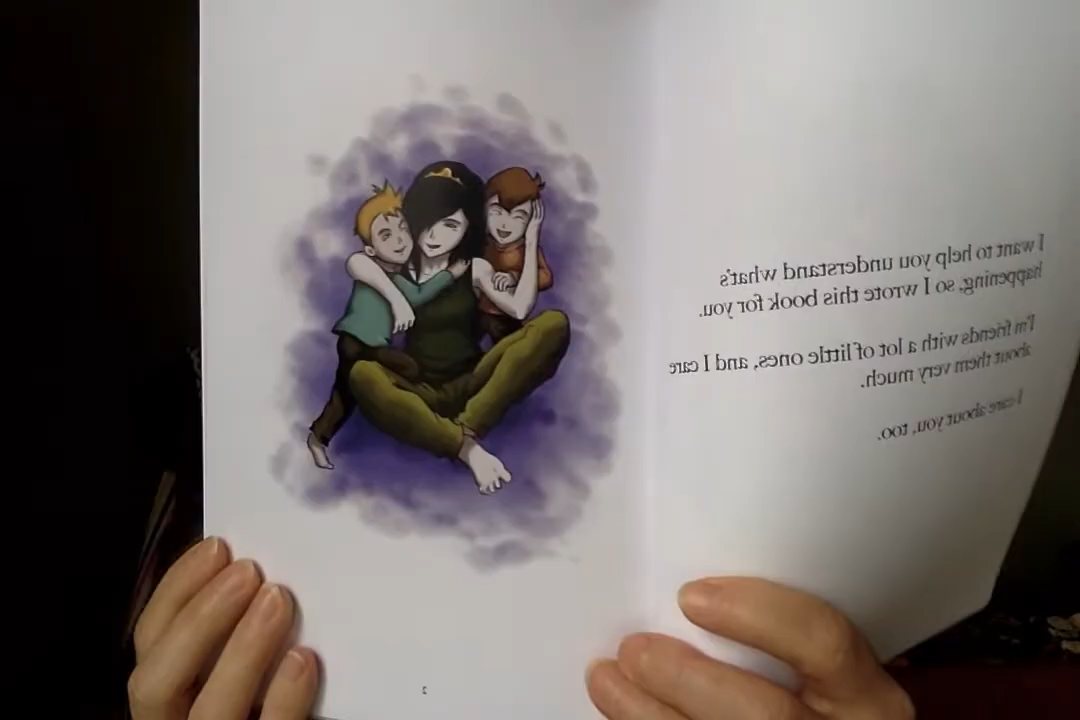 I want to help you understand what's
happening, so I wrote this book for you.
I'm friends with a lot of little ones, and I care
about them very much.
I care about you, too.
2